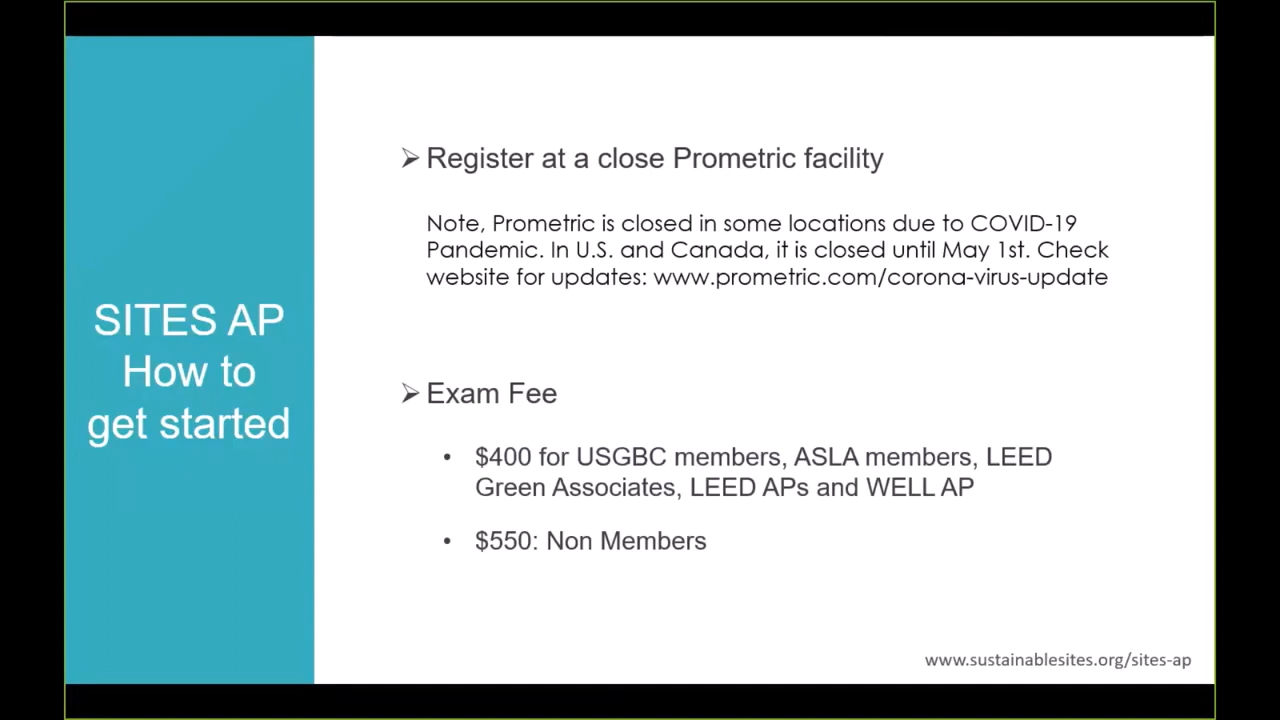 SITES AP
How to
get started
➢ Register at a close Prometric facility
Note, Prometric is closed in some locations due to COVID-19
Pandemic. In U.S. and Canada, it is closed until May 1st. Check
website for updates: www.prometric.com/corona-virus-update
➢ Exam Fee
• $400 for USGBC members, ASLA members, LEED
Green Associates, LEED APs and WELL AP
• $550: Non Members
www.sustainablesites.org/sites-ap